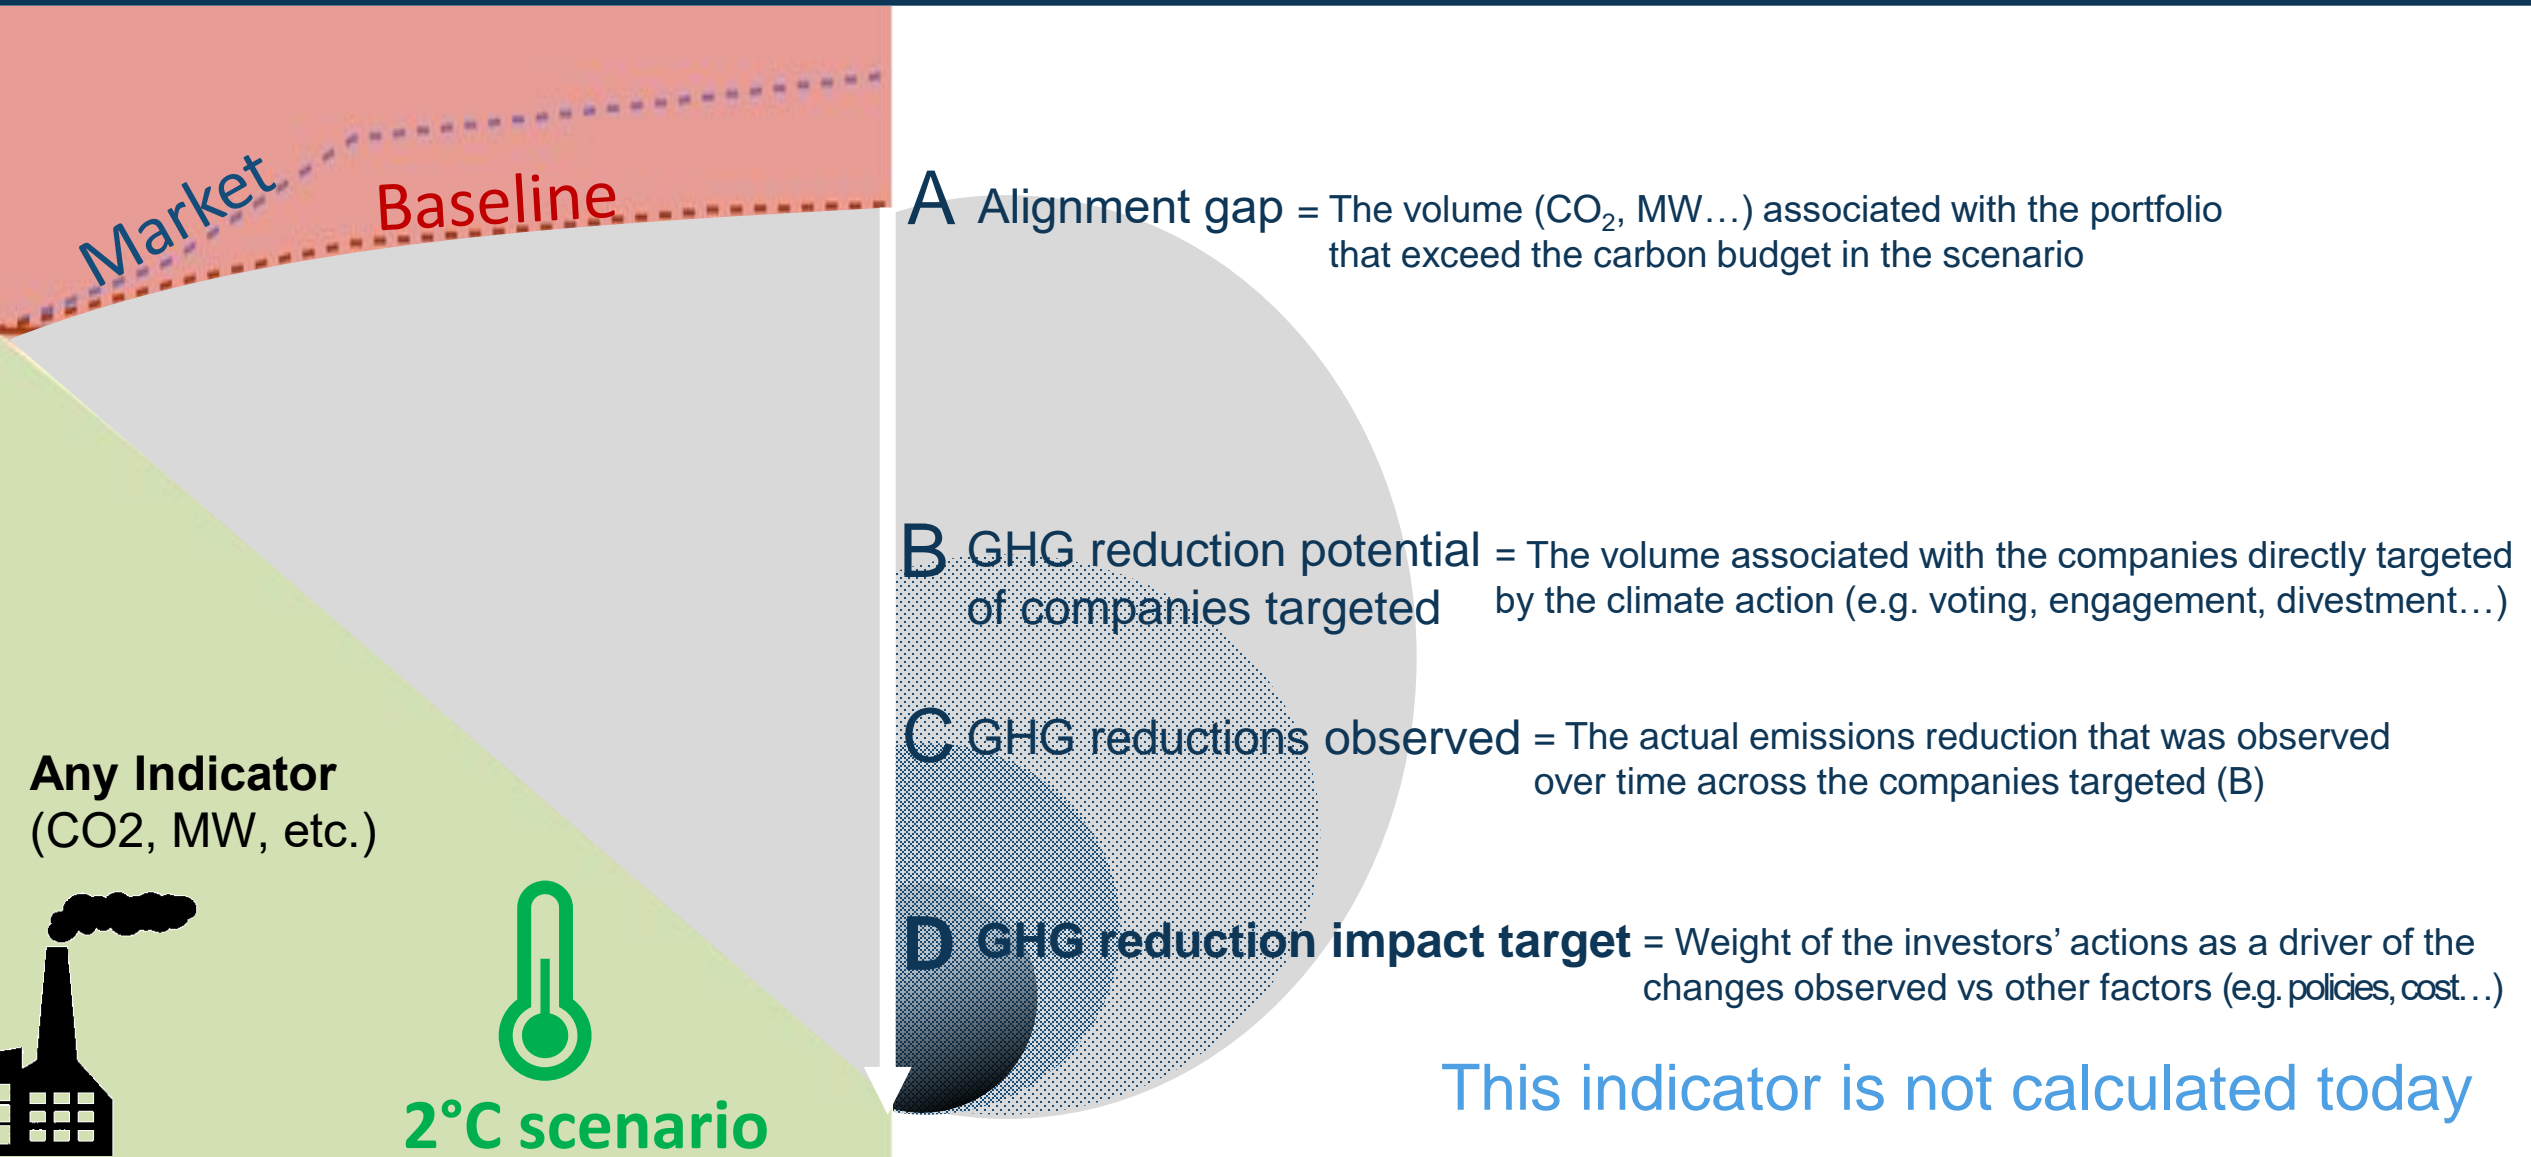 Market
Baseline
A Alignment gap = The volume (CO₂, MW…) associated with the portfolio
that exceed the carbon budget in the scenario
B GHG reduction potential = The volume associated with the companies directly targeted
of companies targeted by the climate action (e.g. voting, engagement, divestment…)
C GHG reductions observed = The actual emissions reduction that was observed
over time across the companies targeted (B)
Any Indicator
(CO2, MW, etc.)
D GHG reduction impact target = Weight of the investors’ actions as a driver of the
changes observed vs other factors (e.g. policies, cost…)
This indicator is not calculated today
2°C scenario